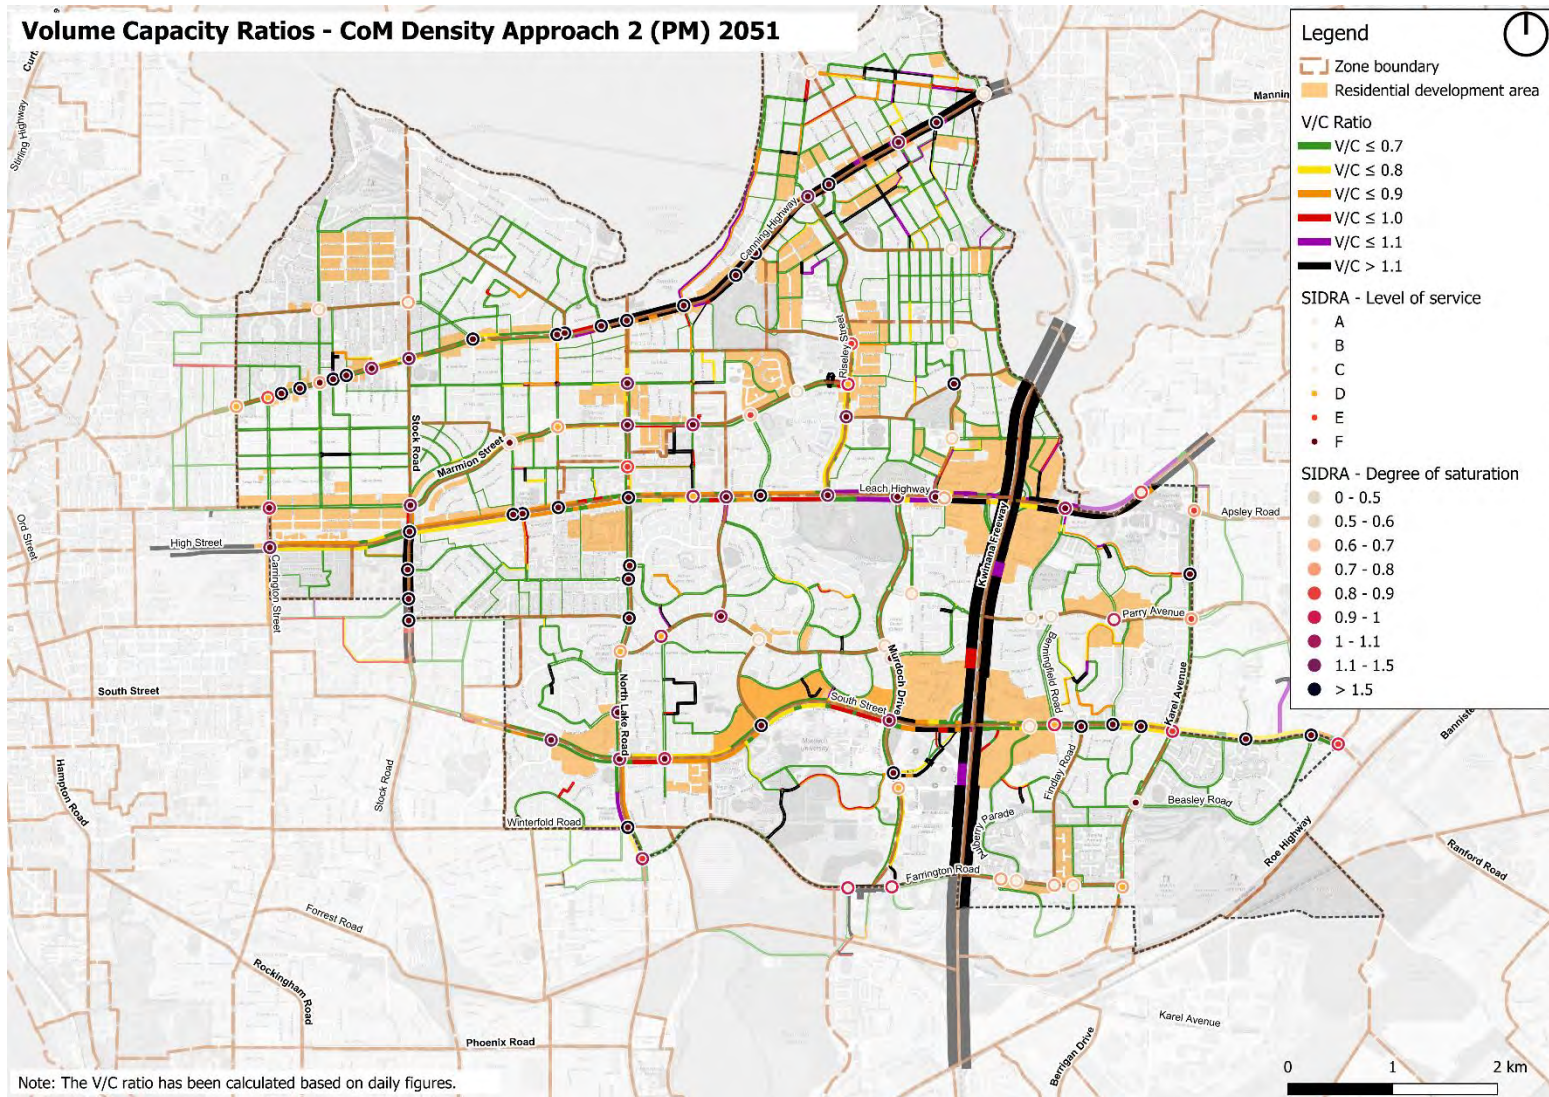 Volume Capacity Ratios - CoM Density Approach 2 (PM) 2051
Legend
Zone boundary
Residential development area
V/C Ratio
V/C ≤ 0.7
V/C ≤ 0.8
V/C ≤ 0.9
V/C ≤ 1.0
V/C ≤ 1.1
V/C > 1.1
SIDRA - Level of service
A
B
C
D
E
F
SIDRA - Degree of saturation
0 - 0.5
0.5 - 0.6
0.6 - 0.7
0.7 - 0.8
0.8 - 0.9
0.9 - 1
1 - 1.1
1.1 - 1.5
> 1.5
Stirling Highway
Canning Highway
Riseley Street
Stock Road
Marmion Street
Leach Highway
Kwinana Freeway
Apsley Road
Ord Street
High Street
Carrington Street
Parry Avenue
Benningfield Road
Murdoch Drive
South Street
South Street
North Lake Road
Karel Avenue
Findlay Road
Hampton Road
Stock Road
Winterfold Road
Beasley Road
Farrington Road
Roe Highway
Ranford Road
Forrest Road
Rockingham Road
Phoenix Road
Karel Avenue
Berrigan Drive
0 1 2 km
Note: The V/C ratio has been calculated based on daily figures.